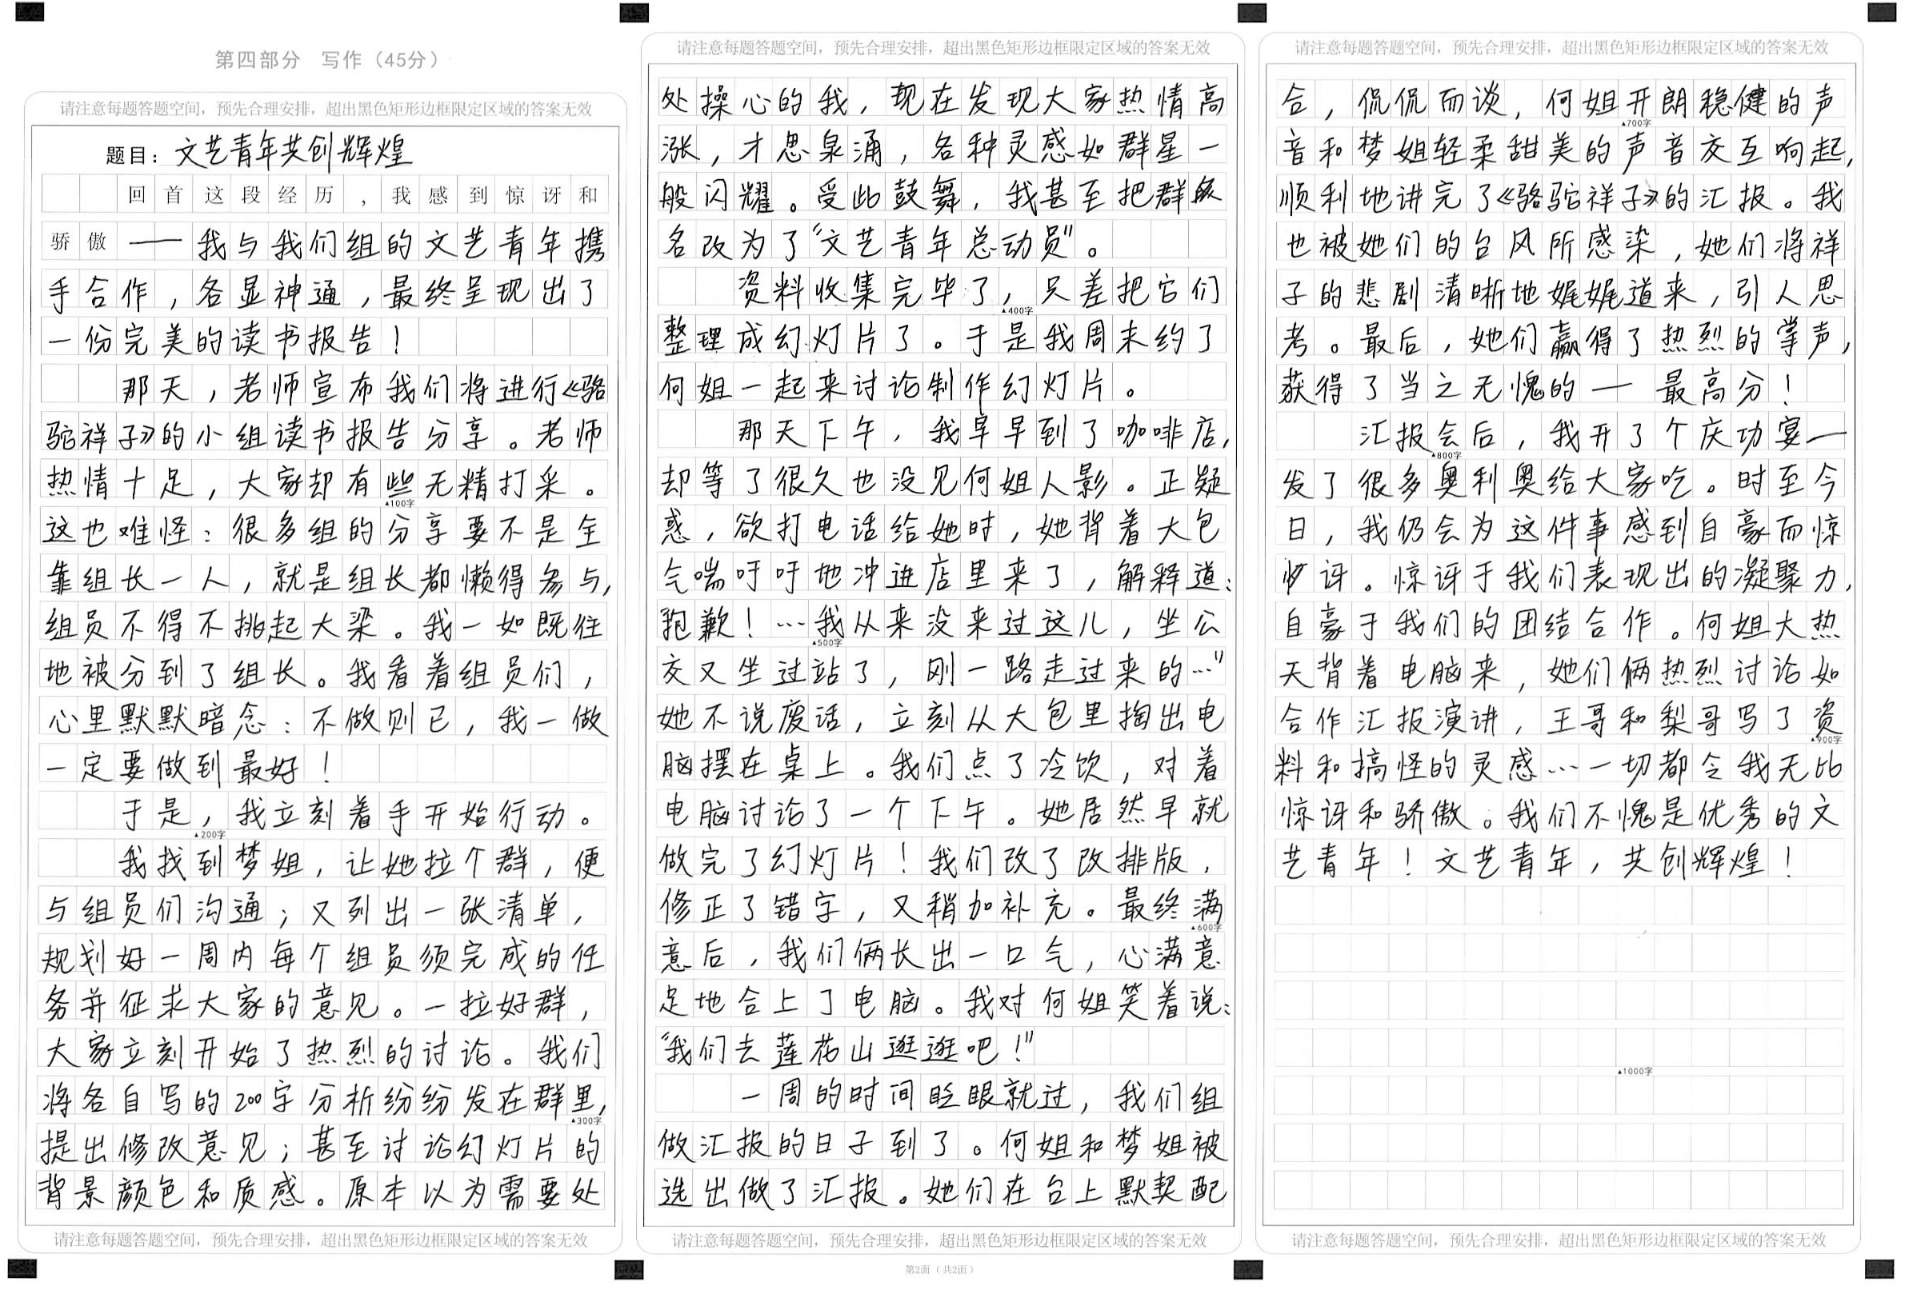 第四部分 写作（45分）
请注意每题答题空间，预先合理安排，超出黑色矩形边框限定区域的答案无效
题目：文艺青年共创辉煌
回首这段经历，我感到惊讶和
骄傲——我与我们组的文艺青年携
手合作，各显神通，最终呈现出了
一份完美的读书报告！
那天，老师宣布我们将进行《骆
驼祥子》的小组读书报告分享。老师
热情十足，大家却有些无精打采。
▲100字
这也难怪：很多组的分享要不是全
靠组长一人，就是组长都懒得参与，
组员不得不挑起大梁。我一如既往
地被分到了组长。我看着组员们，
心里默默暗念：不做则已，我一做
一定要做到最好！
于是，我立刻着手开始行动。
▲200字
我找到梦姐，让她拉个群，便
与组员们沟通；又列出一张清单，
规划好一周内每个组员须完成的任
务并征求大家的意见。一拉好群，
大家立刻开始了热烈的讨论。我们
将各自写的200字分析纷纷发在群里，
▲300字
提出修改意见；甚至讨论幻灯片的
背景颜色和质感。原本以为需要处
请注意每题答题空间，预先合理安排，超出黑色矩形边框限定区域的答案无效
请注意每题答题空间，预先合理安排，超出黑色矩形边框限定区域的答案无效
处操心的我，现在发现大家热情高
涨，才思泉涌，各种灵感如群星一
般闪耀。受此鼓舞，我甚至把群
名改为了“文艺青年总动员”。
资料收集完毕了，只差把它们
▲400字
整理成幻灯片了。于是我周末约了
何姐一起来讨论制作幻灯片。
那天下午，我早早到了咖啡店，
却等了很久也没见何姐人影。正疑
惑，欲打电话给她时，她背着大包
气喘吁吁地冲进店里来了，解释道：
抱歉！…我从来没来过这儿，坐公
▲500字
交又坐过站了，刚一路走过来的…”
她不说废话，立刻从大包里掏出电
脑摆在桌上。我们点了冷饮，对着
电脑讨论了一个下午。她居然早就
做完了幻灯片！我们改了改排版，
修正了错字，又稍加补充。最终满
▲600字
意后，我们俩长出一口气，心满意
足地合上了电脑。我对何姐笑着说：
“我们去莲花山逛逛吧！”
一周的时间眨眼就过，我们组
做汇报的日子到了。何姐和梦姐被
选出做了汇报。她们在台上默契配
请注意每题答题空间，预先合理安排，超出黑色矩形边框限定区域的答案无效
第2面（共2面）
请注意每题答题空间，预先合理安排，超出黑色矩形边框限定区域的答案无效
合，侃侃而谈，何姐开朗稳健的声
▲700字
音和梦姐轻柔甜美的声音交互响起，
顺利地讲完了《骆驼祥子》的汇报。我
也被她们的台风所感染，她们将祥
子的悲剧清晰地娓娓道来，引人思
考。最后，她们赢得了热烈的掌声，
获得了当之无愧的— 最高分！
汇报会后，我开了个庆功宴—
▲800字
发了很多奥利奥给大家吃。时至今
日，我仍会为这件事感到自豪而惊
讶。惊讶于我们表现出的凝聚力，
自豪于我们的团结合作。何姐大热
天背着电脑来，她们俩热烈讨论如
合作汇报演讲，王哥和梨哥写了资
▲900字
料和搞怪的灵感…一切都令我无比
惊讶和骄傲。我们不愧是优秀的文
艺青年！文艺青年，共创辉煌！
▲1000字
请注意每题答题空间，预先合理安排，超出黑色矩形边框限定区域的答案无效